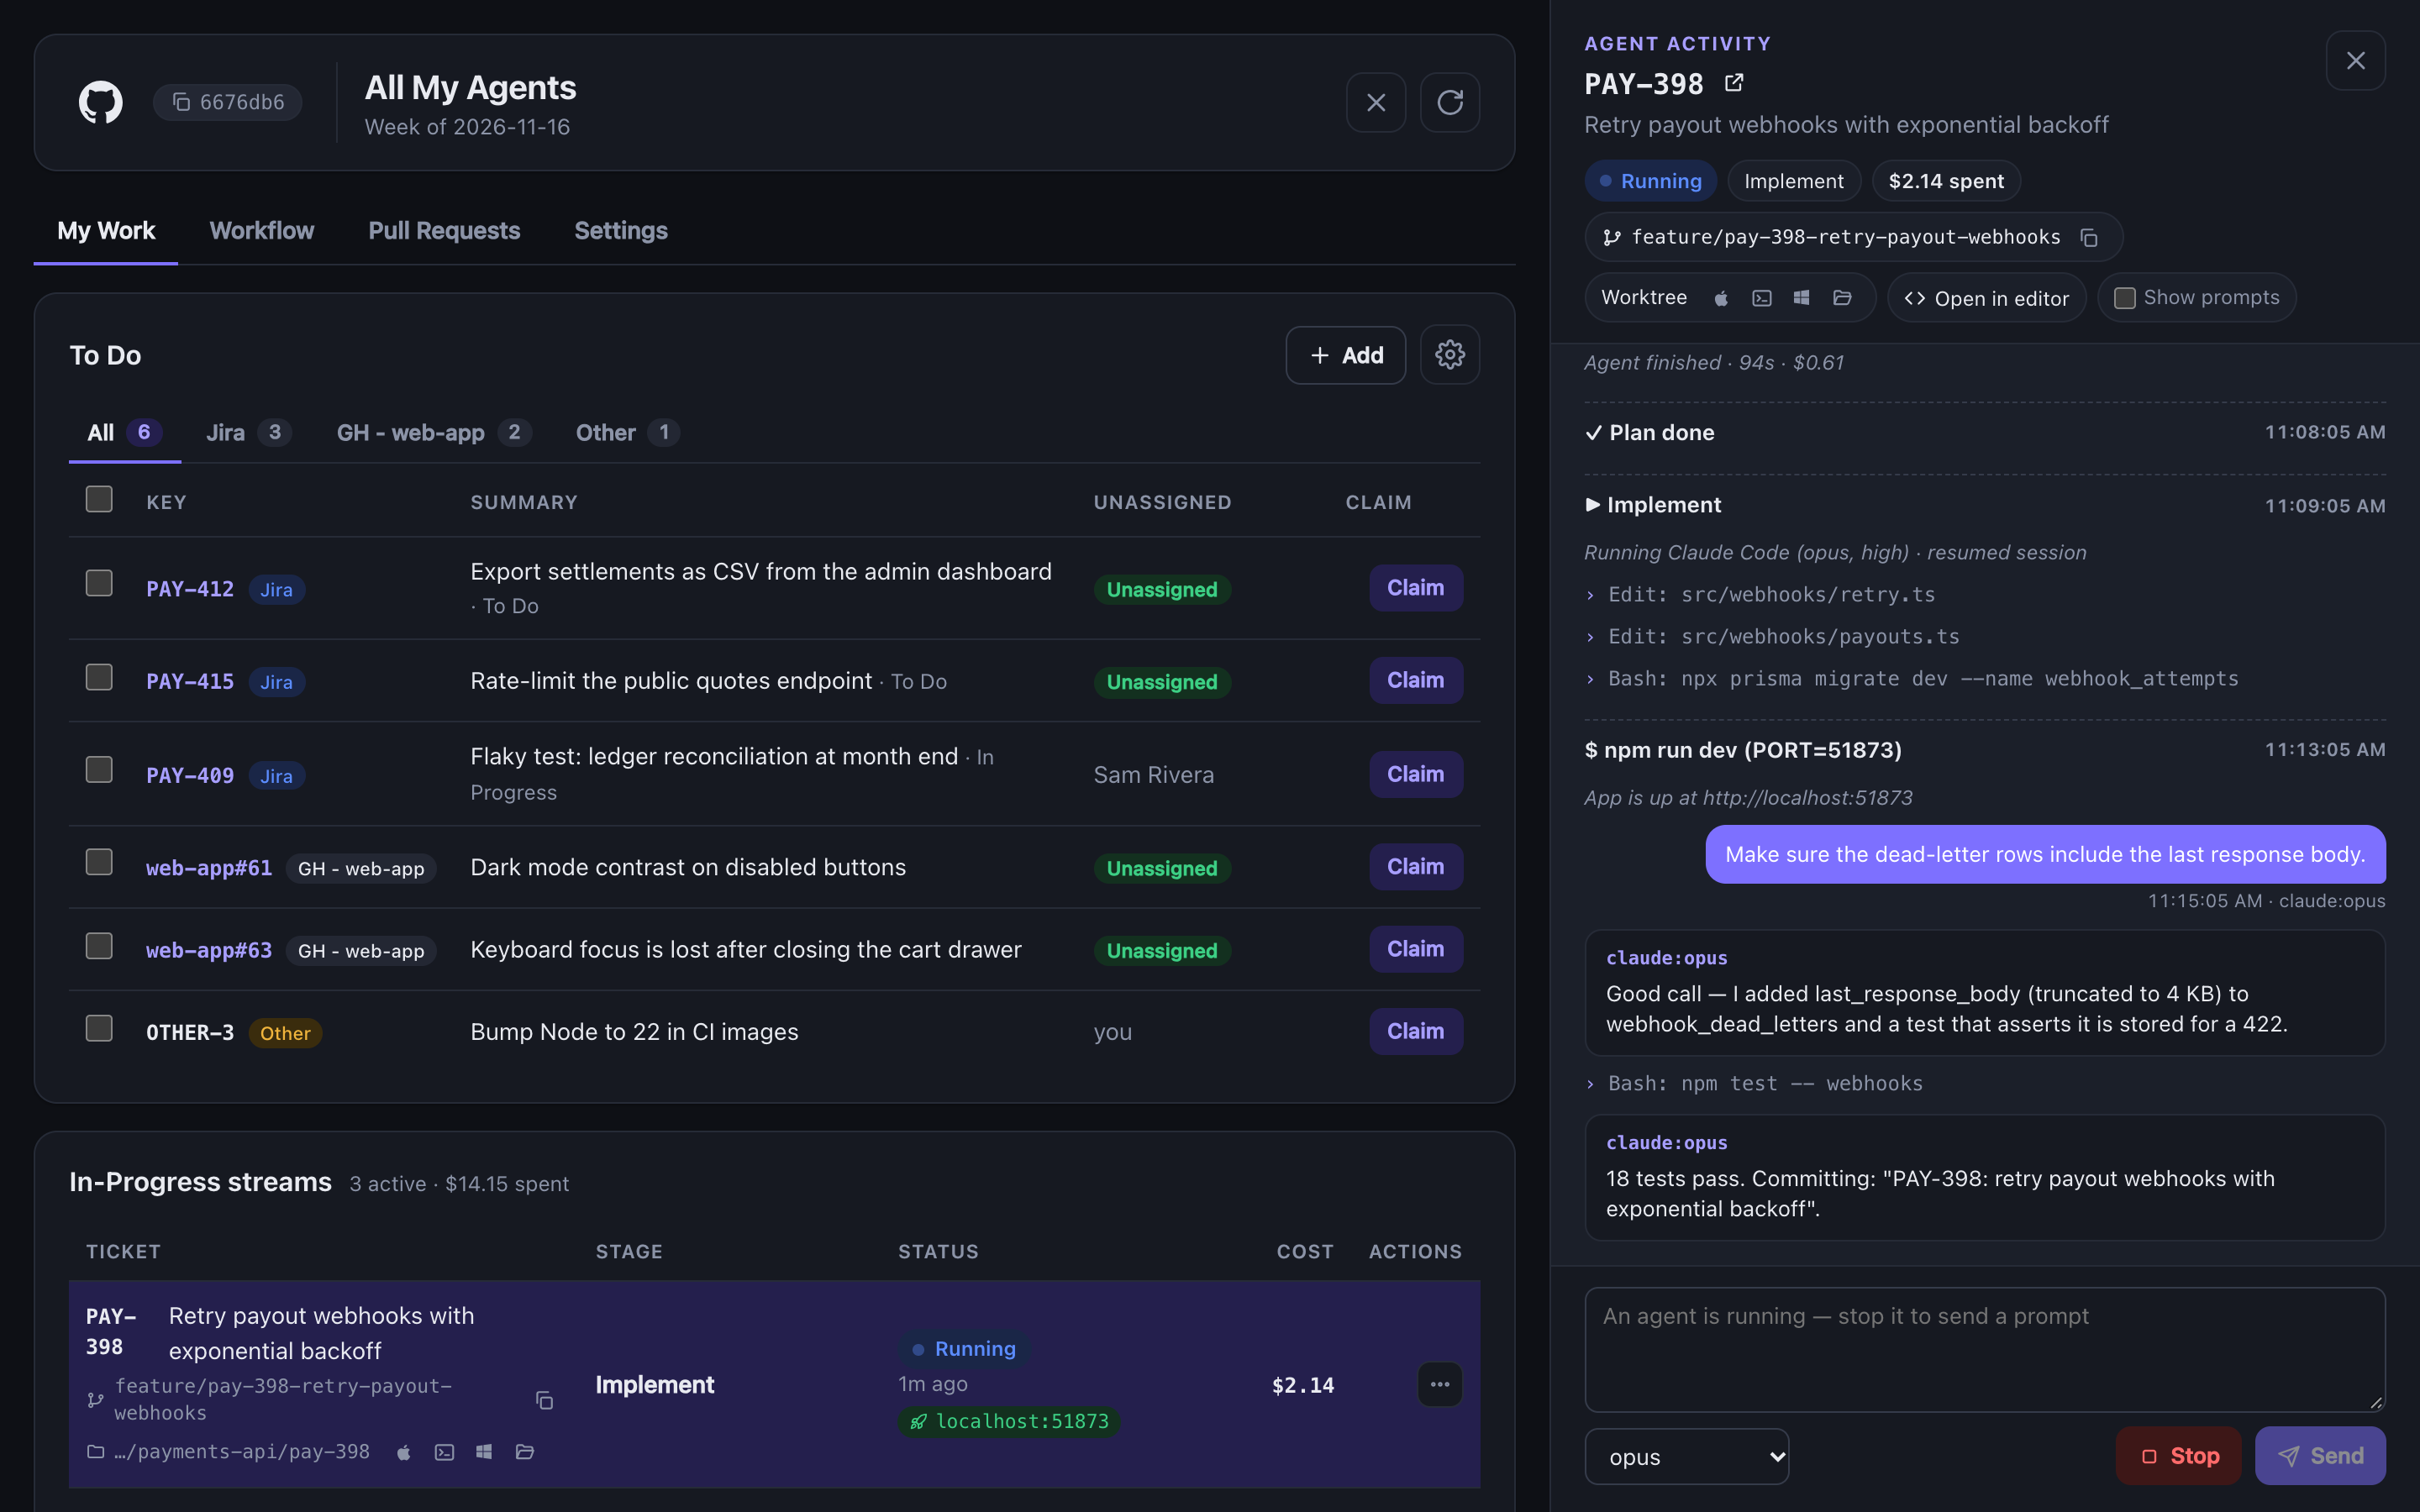 6676db6
All My Agents
Week of 2026-11-16
My Work
Workflow
Pull Requests
Settings
To Do
Add
All 6
Jira 3
GH - web-app 2
Other 1
KEY
SUMMARY
UNASSIGNED
CLAIM
PAY-412
Jira
Export settlements as CSV from the admin dashboard
· To Do
Unassigned
Claim
PAY-415
Jira
Rate-limit the public quotes endpoint · To Do
Unassigned
Claim
PAY-409
Jira
Flaky test: ledger reconciliation at month end · In
Progress
Sam Rivera
Claim
web-app#61
GH - web-app
Dark mode contrast on disabled buttons
Unassigned
Claim
web-app#63
GH - web-app
Keyboard focus is lost after closing the cart drawer
Unassigned
Claim
OTHER-3
Other
Bump Node to 22 in CI images
you
Claim
In-Progress streams
3 active · $14.15 spent
TICKET
STAGE
STATUS
COST
ACTIONS
PAY-
398
Retry payout webhooks with
exponential backoff
feature/pay-398-retry-payout-
webhooks
…/payments-api/pay-398
Implement
Running
1m ago
localhost:51873
$2.14
AGENT ACTIVITY
PAY-398
Retry payout webhooks with exponential backoff
Running
Implement
$2.14 spent
feature/pay-398-retry-payout-webhooks
Worktree
Open in editor
Show prompts
Agent finished · 94s · $0.61
✓ Plan done
11:08:05 AM
▶ Implement
11:09:05 AM
Running Claude Code (opus, high) · resumed session
› Edit: src/webhooks/retry.ts
› Edit: src/webhooks/payouts.ts
› Bash: npx prisma migrate dev --name webhook_attempts
$ npm run dev (PORT=51873)
11:13:05 AM
App is up at http://localhost:51873
Make sure the dead-letter rows include the last response body.
11:15:05 AM · claude:opus
claude:opus
Good call — I added last_response_body (truncated to 4 KB) to
webhook_dead_letters and a test that asserts it is stored for a 422.
› Bash: npm test -- webhooks
claude:opus
18 tests pass. Committing: "PAY-398: retry payout webhooks with
exponential backoff".
An agent is running — stop it to send a prompt
opus
Stop
Send